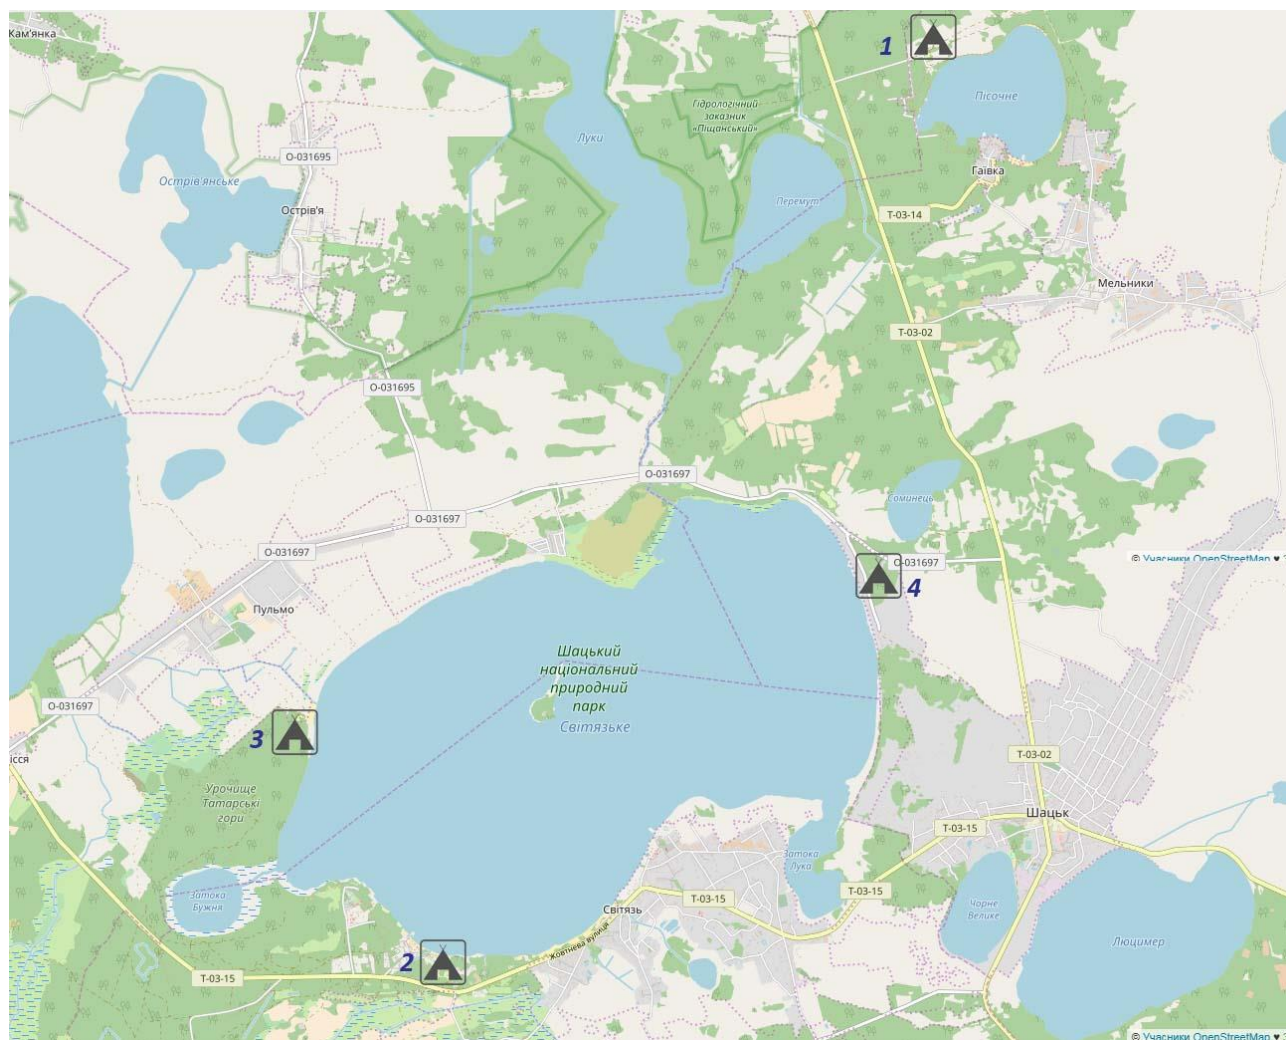 Кам'янка
1
Пісочне
Гідрологічний
заказник
«Піщанський»
Луки
О-031695
Острів'янське
Гаївка
Перемут
Острів'я
Т-03-14
Мельники
Т-03-02
О-031695
О-031697
Соминець
О-031697
О-031697
О-031697
4
© Учасники OpenStreetMap ♥
Пульмо
Шацький
національний
природний
парк
Світязьке
О-031697
3
ісся
Т-03-02
Урочище
Татарські
гори
Шацьк
Т-03-15
Затока
Лука
Затока
Бужня
Т-03-15
Т-03-15
Чорне
Велике
Світязь
Люцимер
Жовтнева вулиця
2
Т-03-15
© Учасники OpenStreetMap ♥